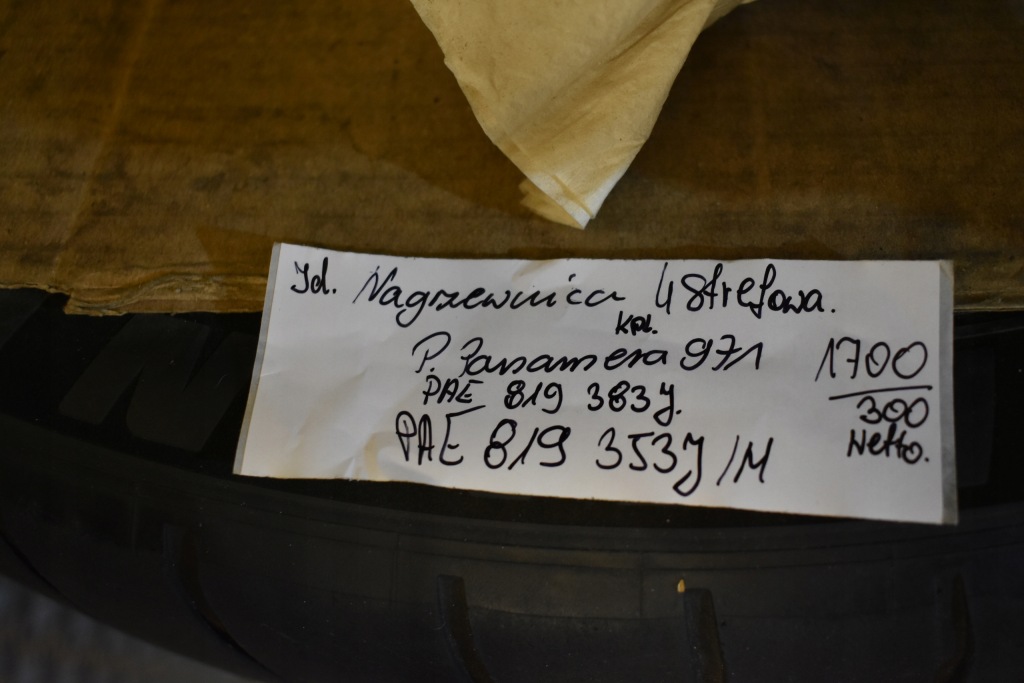 Jd. Nagrzewnica 4 Strefowa.
kpl.
P. Panamera 971
PAE 819 383 J.
PAE 819 353 J /M
1700
300
Netto.